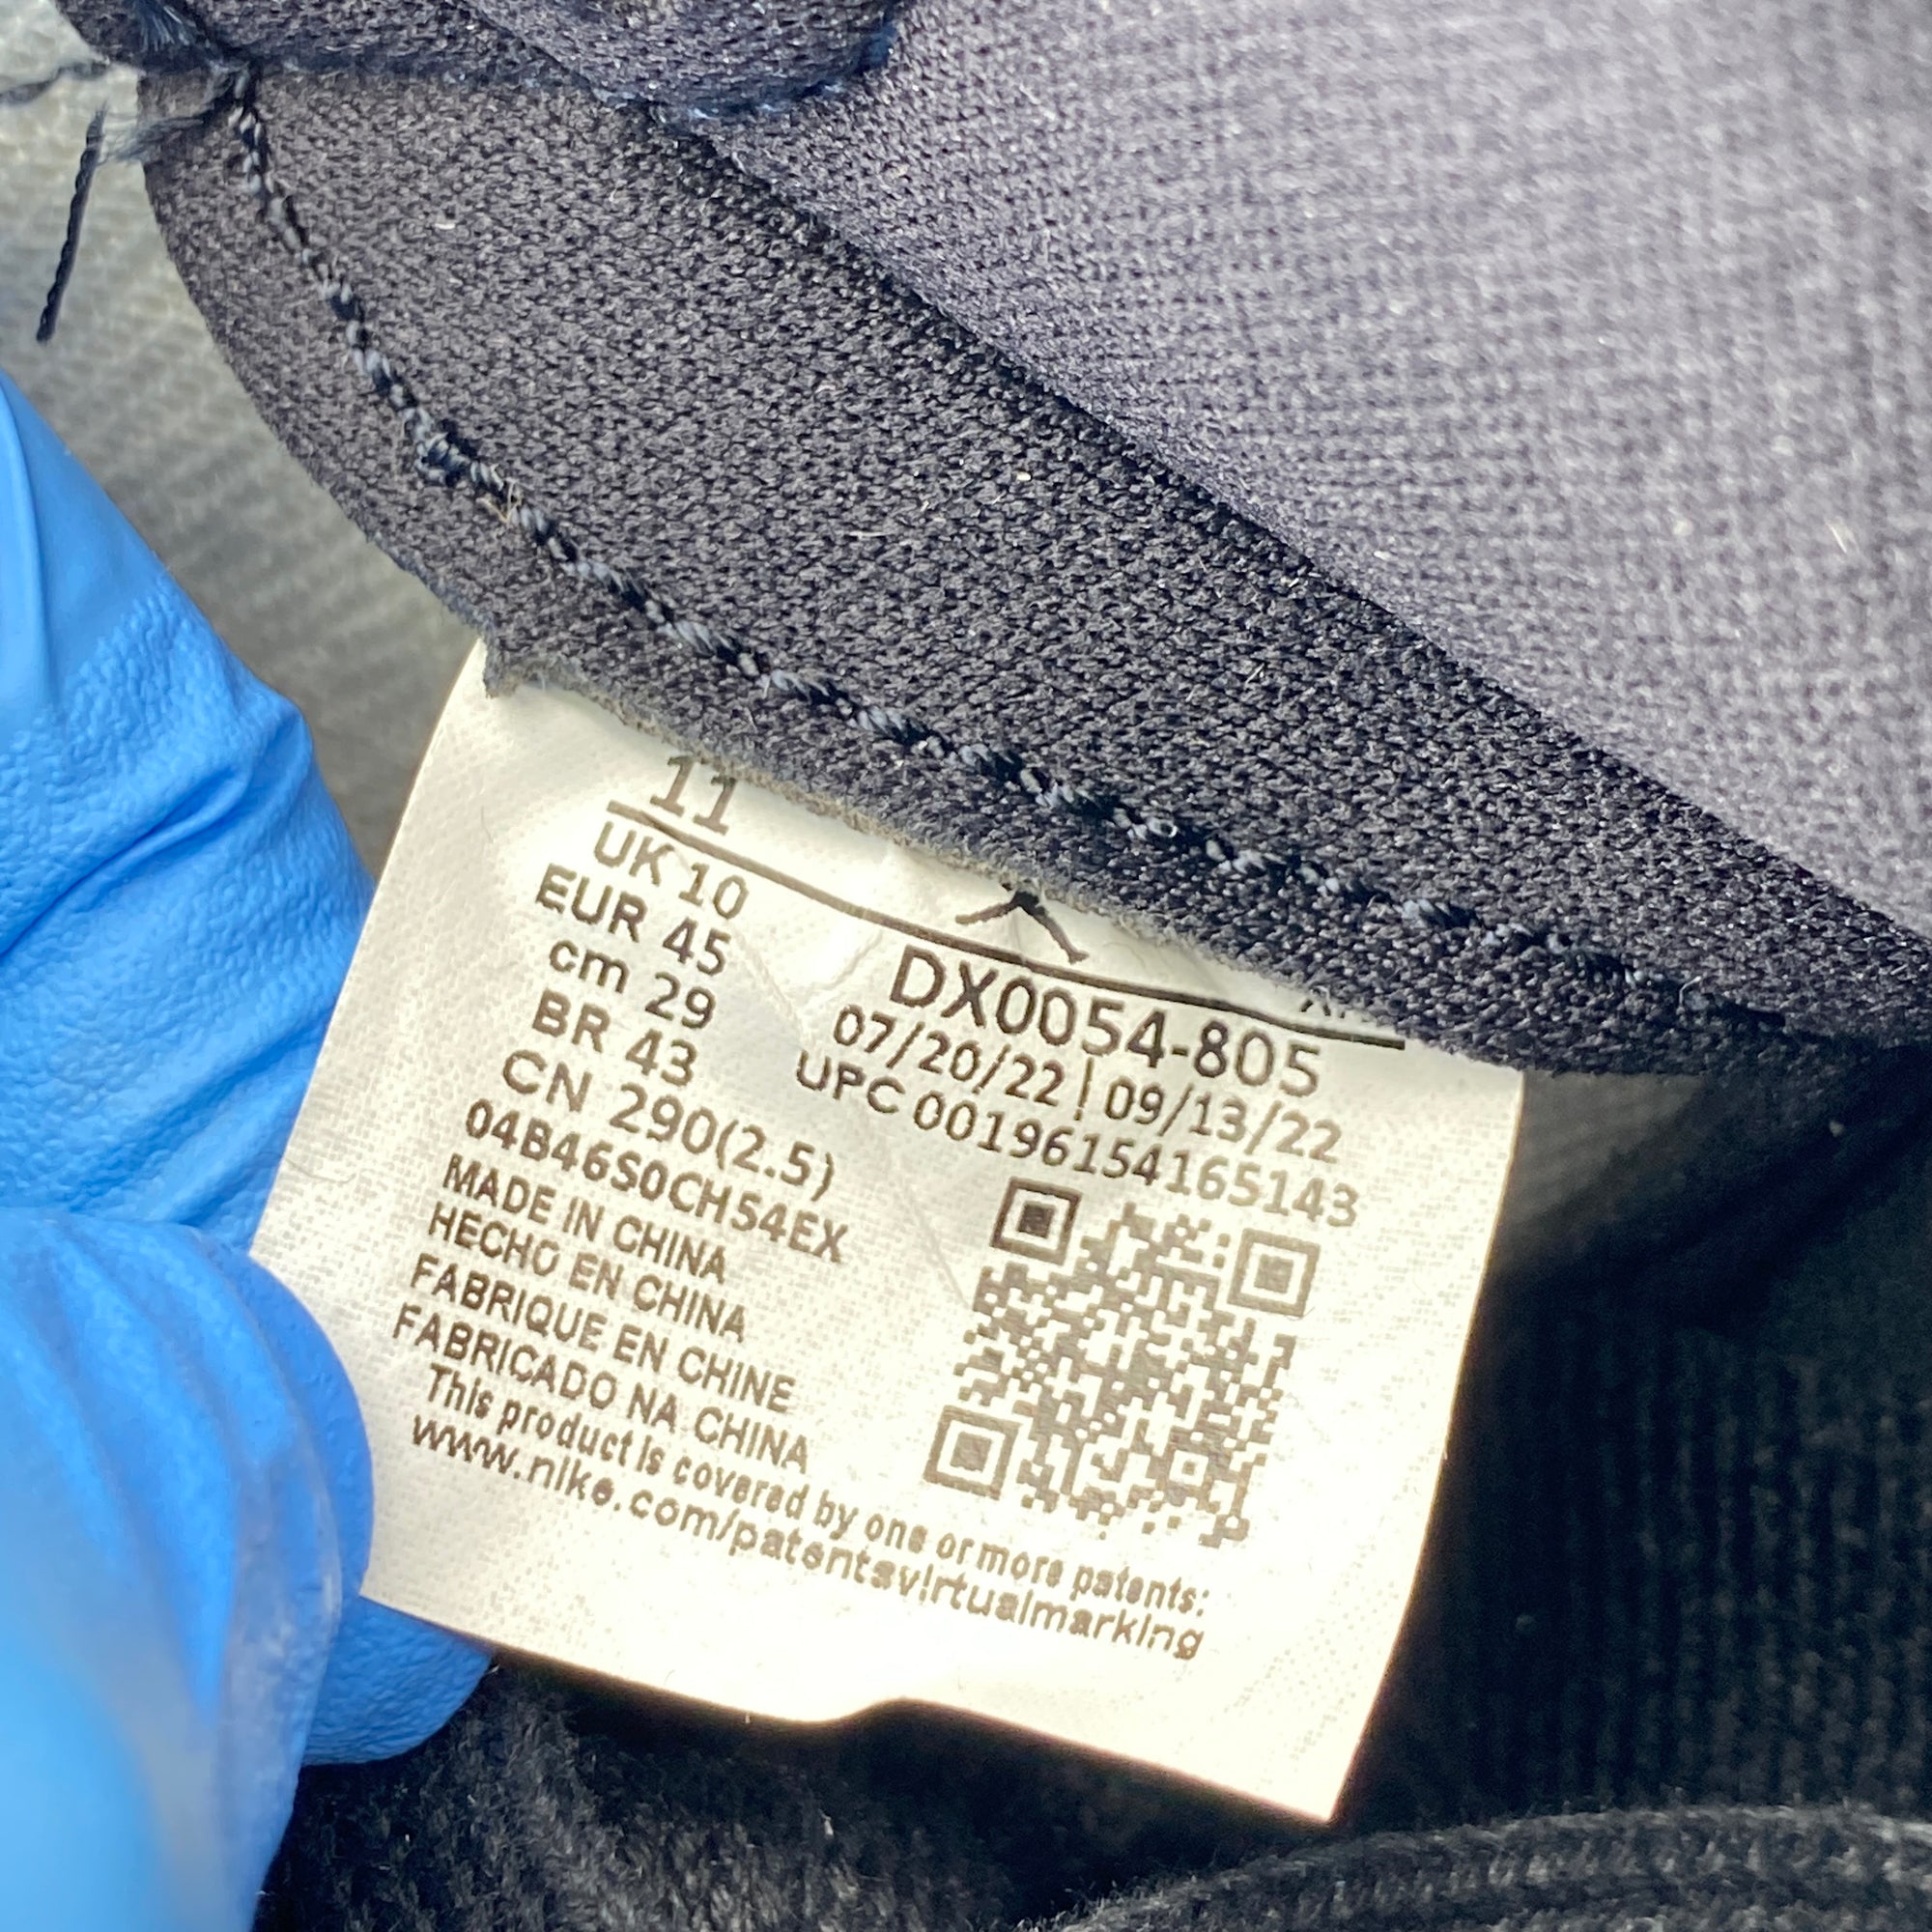 11
UK 10
EUR 45
cm 29
BR 43
CN 290(2.5)
04B46S0CH54EX
MADE IN CHINA
HECHO EN CHINA
FABRIQUE EN CHINE
FABRICADO NA CHINA
DX0054-805
07/20/22 | 09/13/22
UPC 00196154165143
This product is covered by one or more patents:
www.nike.com/patentsvirtualmarking